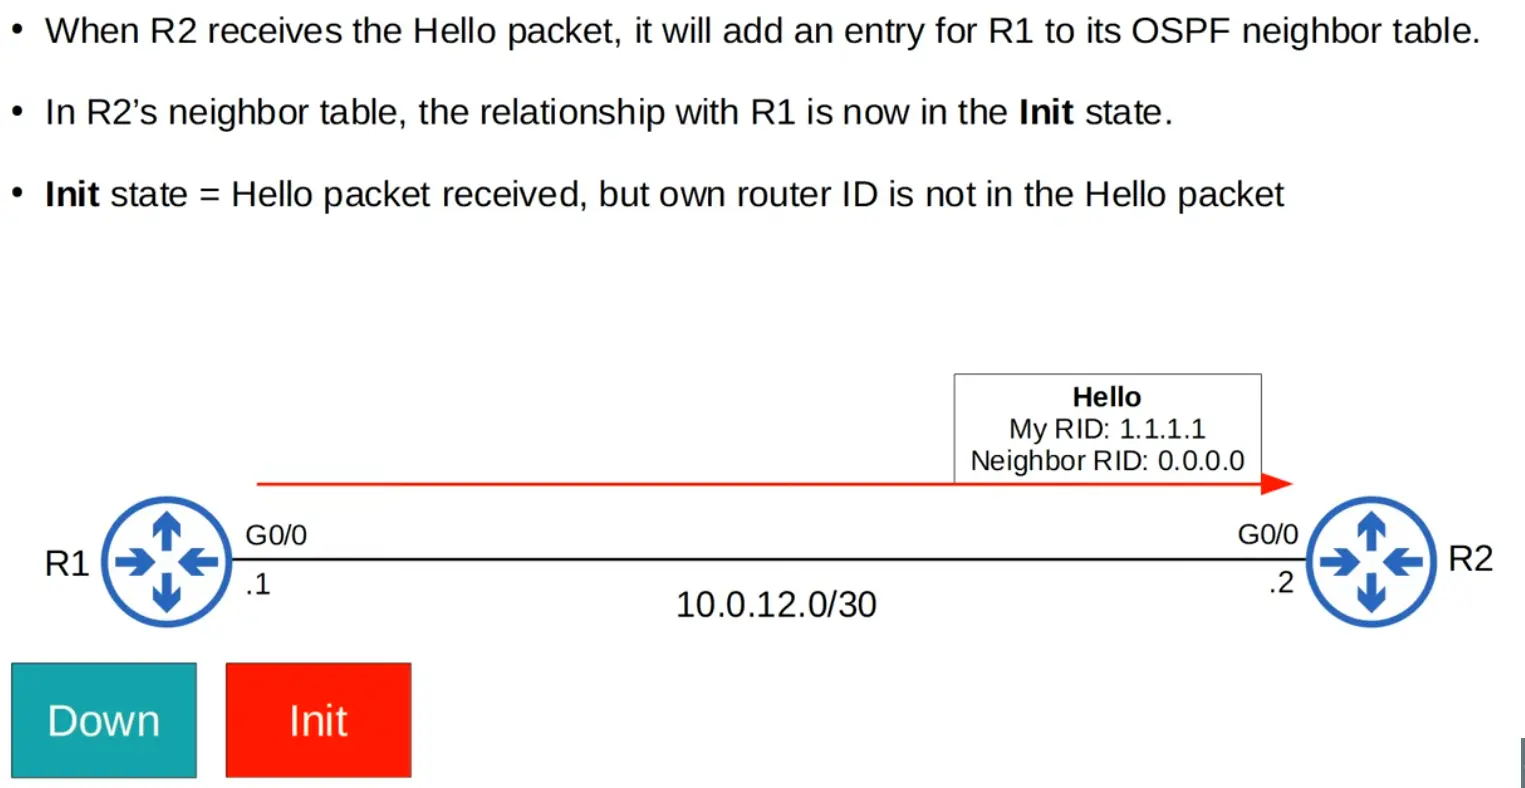 • When R2 receives the Hello packet, it will add an entry for R1 to its OSPF neighbor table.
• In R2’s neighbor table, the relationship with R1 is now in the Init state.
• Init state = Hello packet received, but own router ID is not in the Hello packet
Hello
My RID: 1.1.1.1
Neighbor RID: 0.0.0.0
R1
G0/0
.1
10.0.12.0/30
G0/0
.2
R2
Down
Init